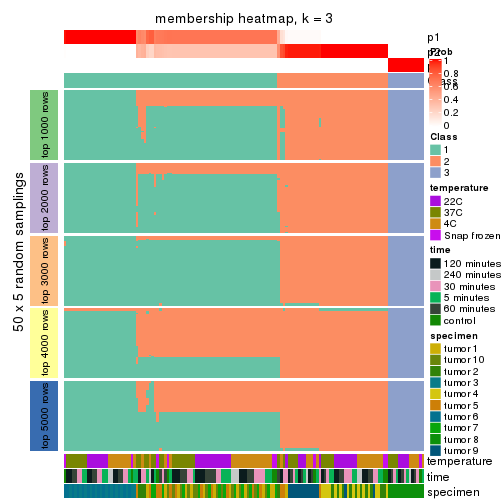 membership heatmap, k = 3
p1
p2
Prob
1
0.8
0.6
0.4
0.2
0
Class
1
2
3
temperature
22C
37C
4C
Snap frozen
time
120 minutes
240 minutes
30 minutes
5 minutes
60 minutes
control
specimen
tumor 1
tumor 10
tumor 2
tumor 3
tumor 4
tumor 5
tumor 6
tumor 7
tumor 8
tumor 9
50 x 5 random samplings
top 1000 rows
top 2000 rows
top 3000 rows
top 4000 rows
top 5000 rows
temperature
time
specimen